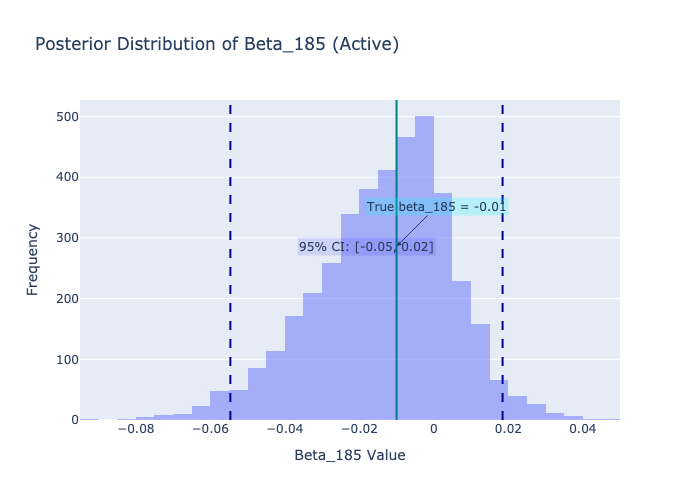 Posterior Distribution of Beta_185 (Active)
500
400
300
200
100
0
Frequency
True beta_185 = -0.01
95% CI: [-0.05, 0.02]
−0.08
−0.06
−0.04
−0.02
0
0.02
0.04
Beta_185 Value